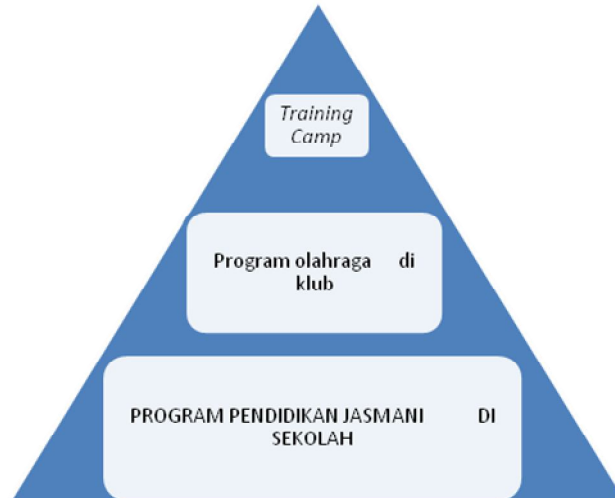 Training
Camp
Program olahraga di
klub
PROGRAM PENDIDIKAN JASMANI DI
SEKOLAH